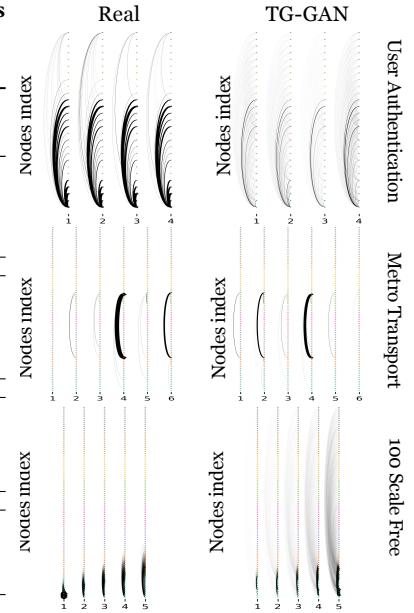 s
Real TG-GAN
Nodes index
1 2 3 4
Nodes index
1 2 3 4
User Authentication
Nodes index
1 2 3 4 5 6
Nodes index
1 2 3 4 5 6
Metro Transport
Nodes index
1 2 3 4 5
Nodes index
1 2 3 4 5
100 Scale Free